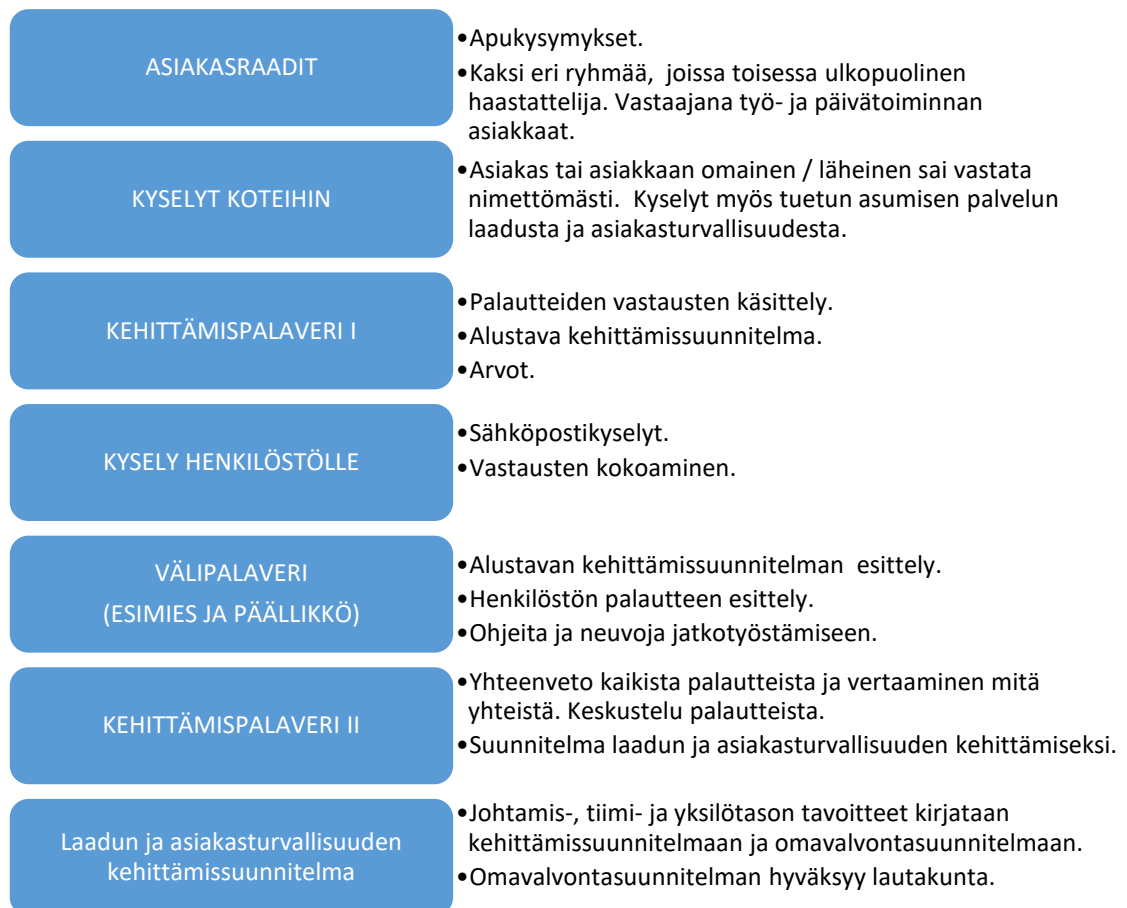 ASIAKASRAADIT
•Apukysymykset.
•Kaksi eri ryhmää, joissa toisessa ulkopuolinen
haastattelija. Vastaajana työ- ja päivätoiminnan
asiakkaat.
KYSELYT KOTEIHIN
•Asiakas tai asiakkaan omainen / läheinen sai vastata
nimettömästi. Kyselyt myös tuetun asumisen palvelun
laadusta ja asiakasturvallisuudesta.
KEHITTÄMISPALAVERI I
•Palautteiden vastausten käsittely.
•Alustava kehittämissuunnitelma.
•Arvot.
KYSELY HENKILÖSTÖLLE
•Sähköpostikyselyt.
•Vastausten kokoaminen.
VÄLIPALAVERI
(ESIMIES JA PÄÄLLIKKÖ)
•Alustavan kehittämissuunnitelman esittely.
•Henkilöstön palautteen esittely.
•Ohjeita ja neuvoja jatkotyöstämiseen.
KEHITTÄMISPALAVERI II
•Yhteenveto kaikista palautteista ja vertaaminen mitä
yhteistä. Keskustelu palautteista.
•Suunnitelma laadun ja asiakasturvallisuuden kehittämiseksi.
Laadun ja asiakasturvallisuuden
kehittämissuunnitelma
•Johtamis-, tiimi- ja yksilötason tavoitteet kirjataan
kehittämissuunnitelmaan ja omavalvontasuunnitelmaan.
•Omavalvontasuunnitelman hyväksyy lautakunta.